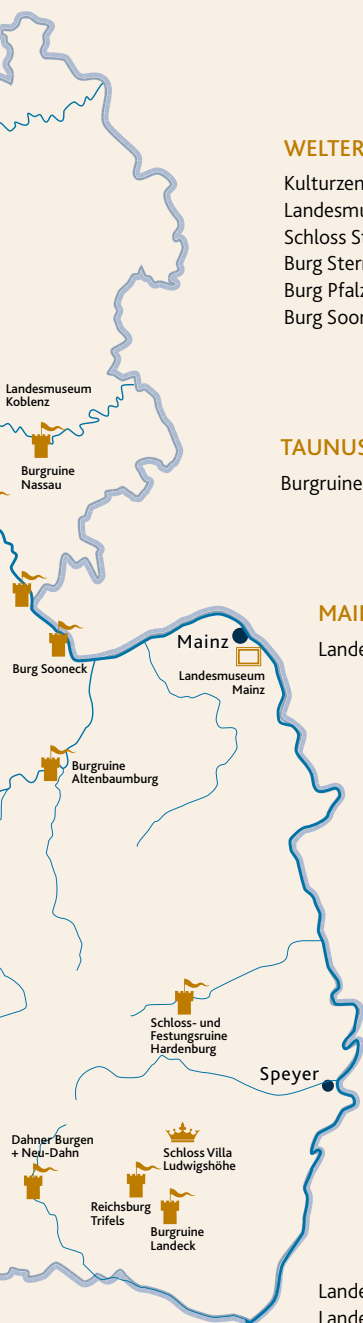 WELTER
Kulturzen
Landesmu
Schloss St
Burg Ster
Burg Pfalz
Burg Soon
Landesmuseum
Koblenz
Burgruine
Nassau
TAUNUS
Burgruine
MAI
Lande
Mainz
Landesmuseum
Mainz
Burg Sooneck
Burgruine
Altenbaumburg
Schloss- und
Festungsruine
Hardenburg
Speyer
Dahner Burgen
+ Neu-Dahn
Schloss Villa
Ludwigshöhe
Reichsburg
Trifels
Burgruine
Landeck
Lande
Lande